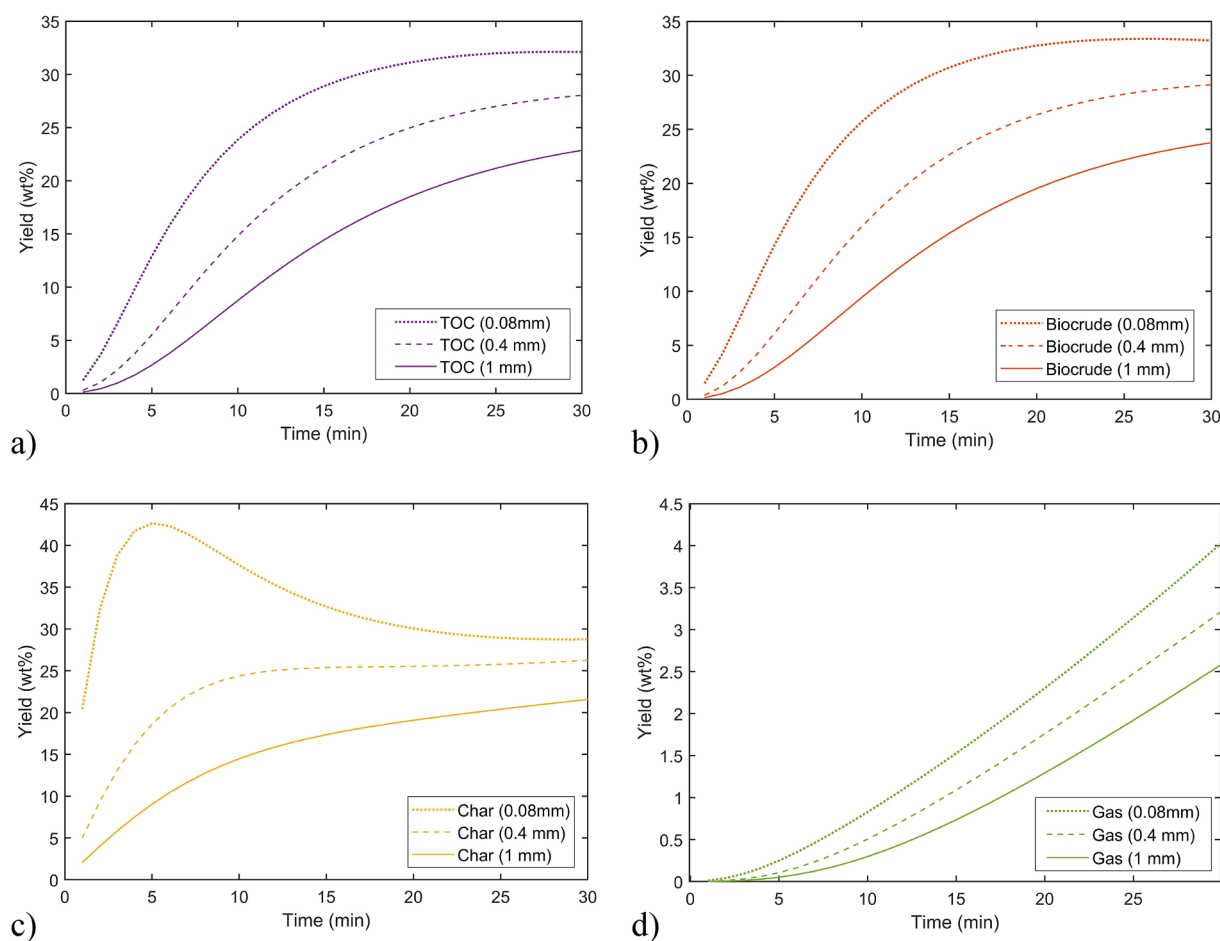 35
30
25
20
15
10
5
0
Yield (wt%)
TOC (0.08mm)
TOC (0.4 mm)
TOC (1 mm)
0 5 10 15 20 25 30
Time (min)
a)
35
30
25
20
15
10
5
0
Yield (wt%)
Biocrude (0.08mm)
Biocrude (0.4 mm)
Biocrude (1 mm)
0 5 10 15 20 25 30
Time (min)
b)
45
40
35
30
25
20
15
10
5
0
Yield (wt%)
Char (0.08mm)
Char (0.4 mm)
Char (1 mm)
0 5 10 15 20 25 30
Time (min)
c)
4.5
4
3.5
3
2.5
2
1.5
1
0.5
0
Yield (wt%)
Gas (0.08mm)
Gas (0.4 mm)
Gas (1 mm)
0 5 10 15 20 25
Time (min)
d)